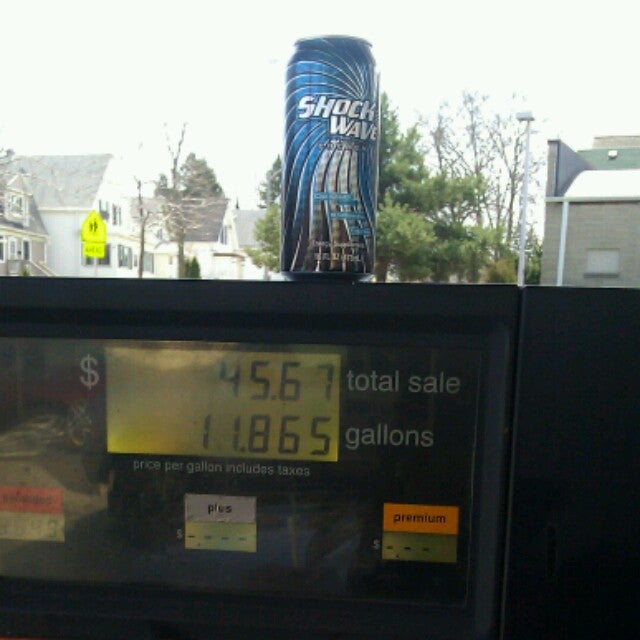 SHOCK
WAVE
$ 45.67 total sale
11.865 gallons
price per gallon includes taxes
plus
premium
$ - - - -
$ - - - -